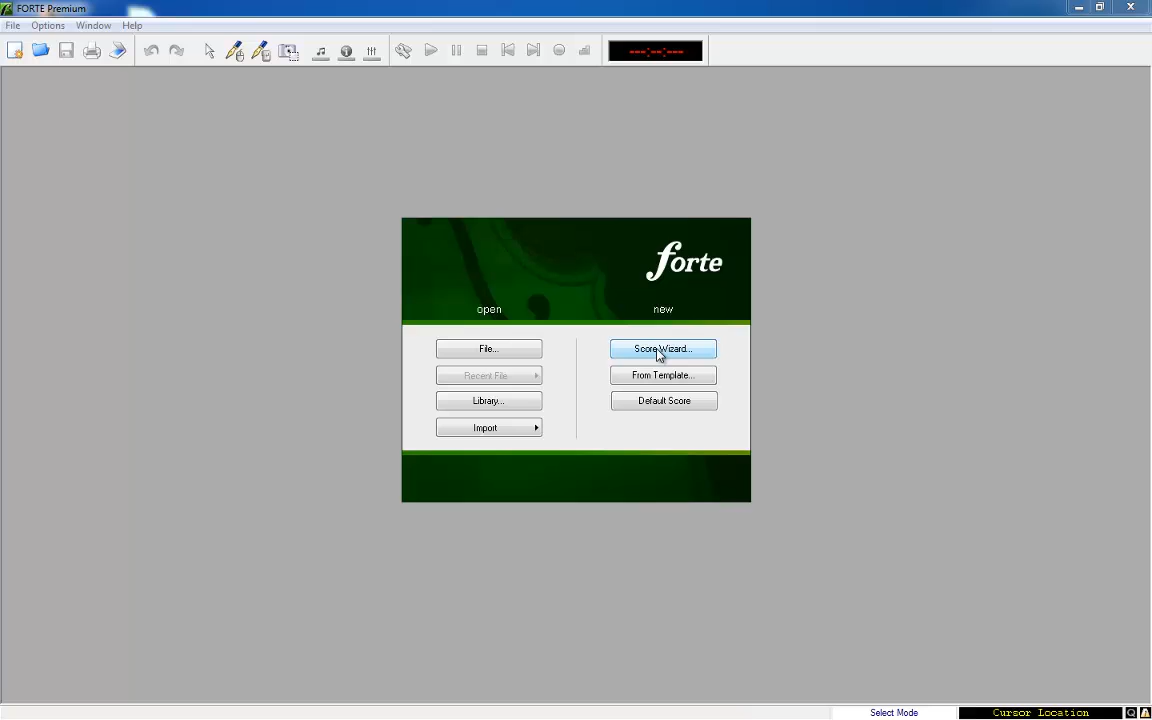 FORTE Premium
File Options Window Help
---:--:---
forte
open new
File... Score Wizard...
Recent File From Template...
Library... Default Score
Import
Select Mode Cursor Location